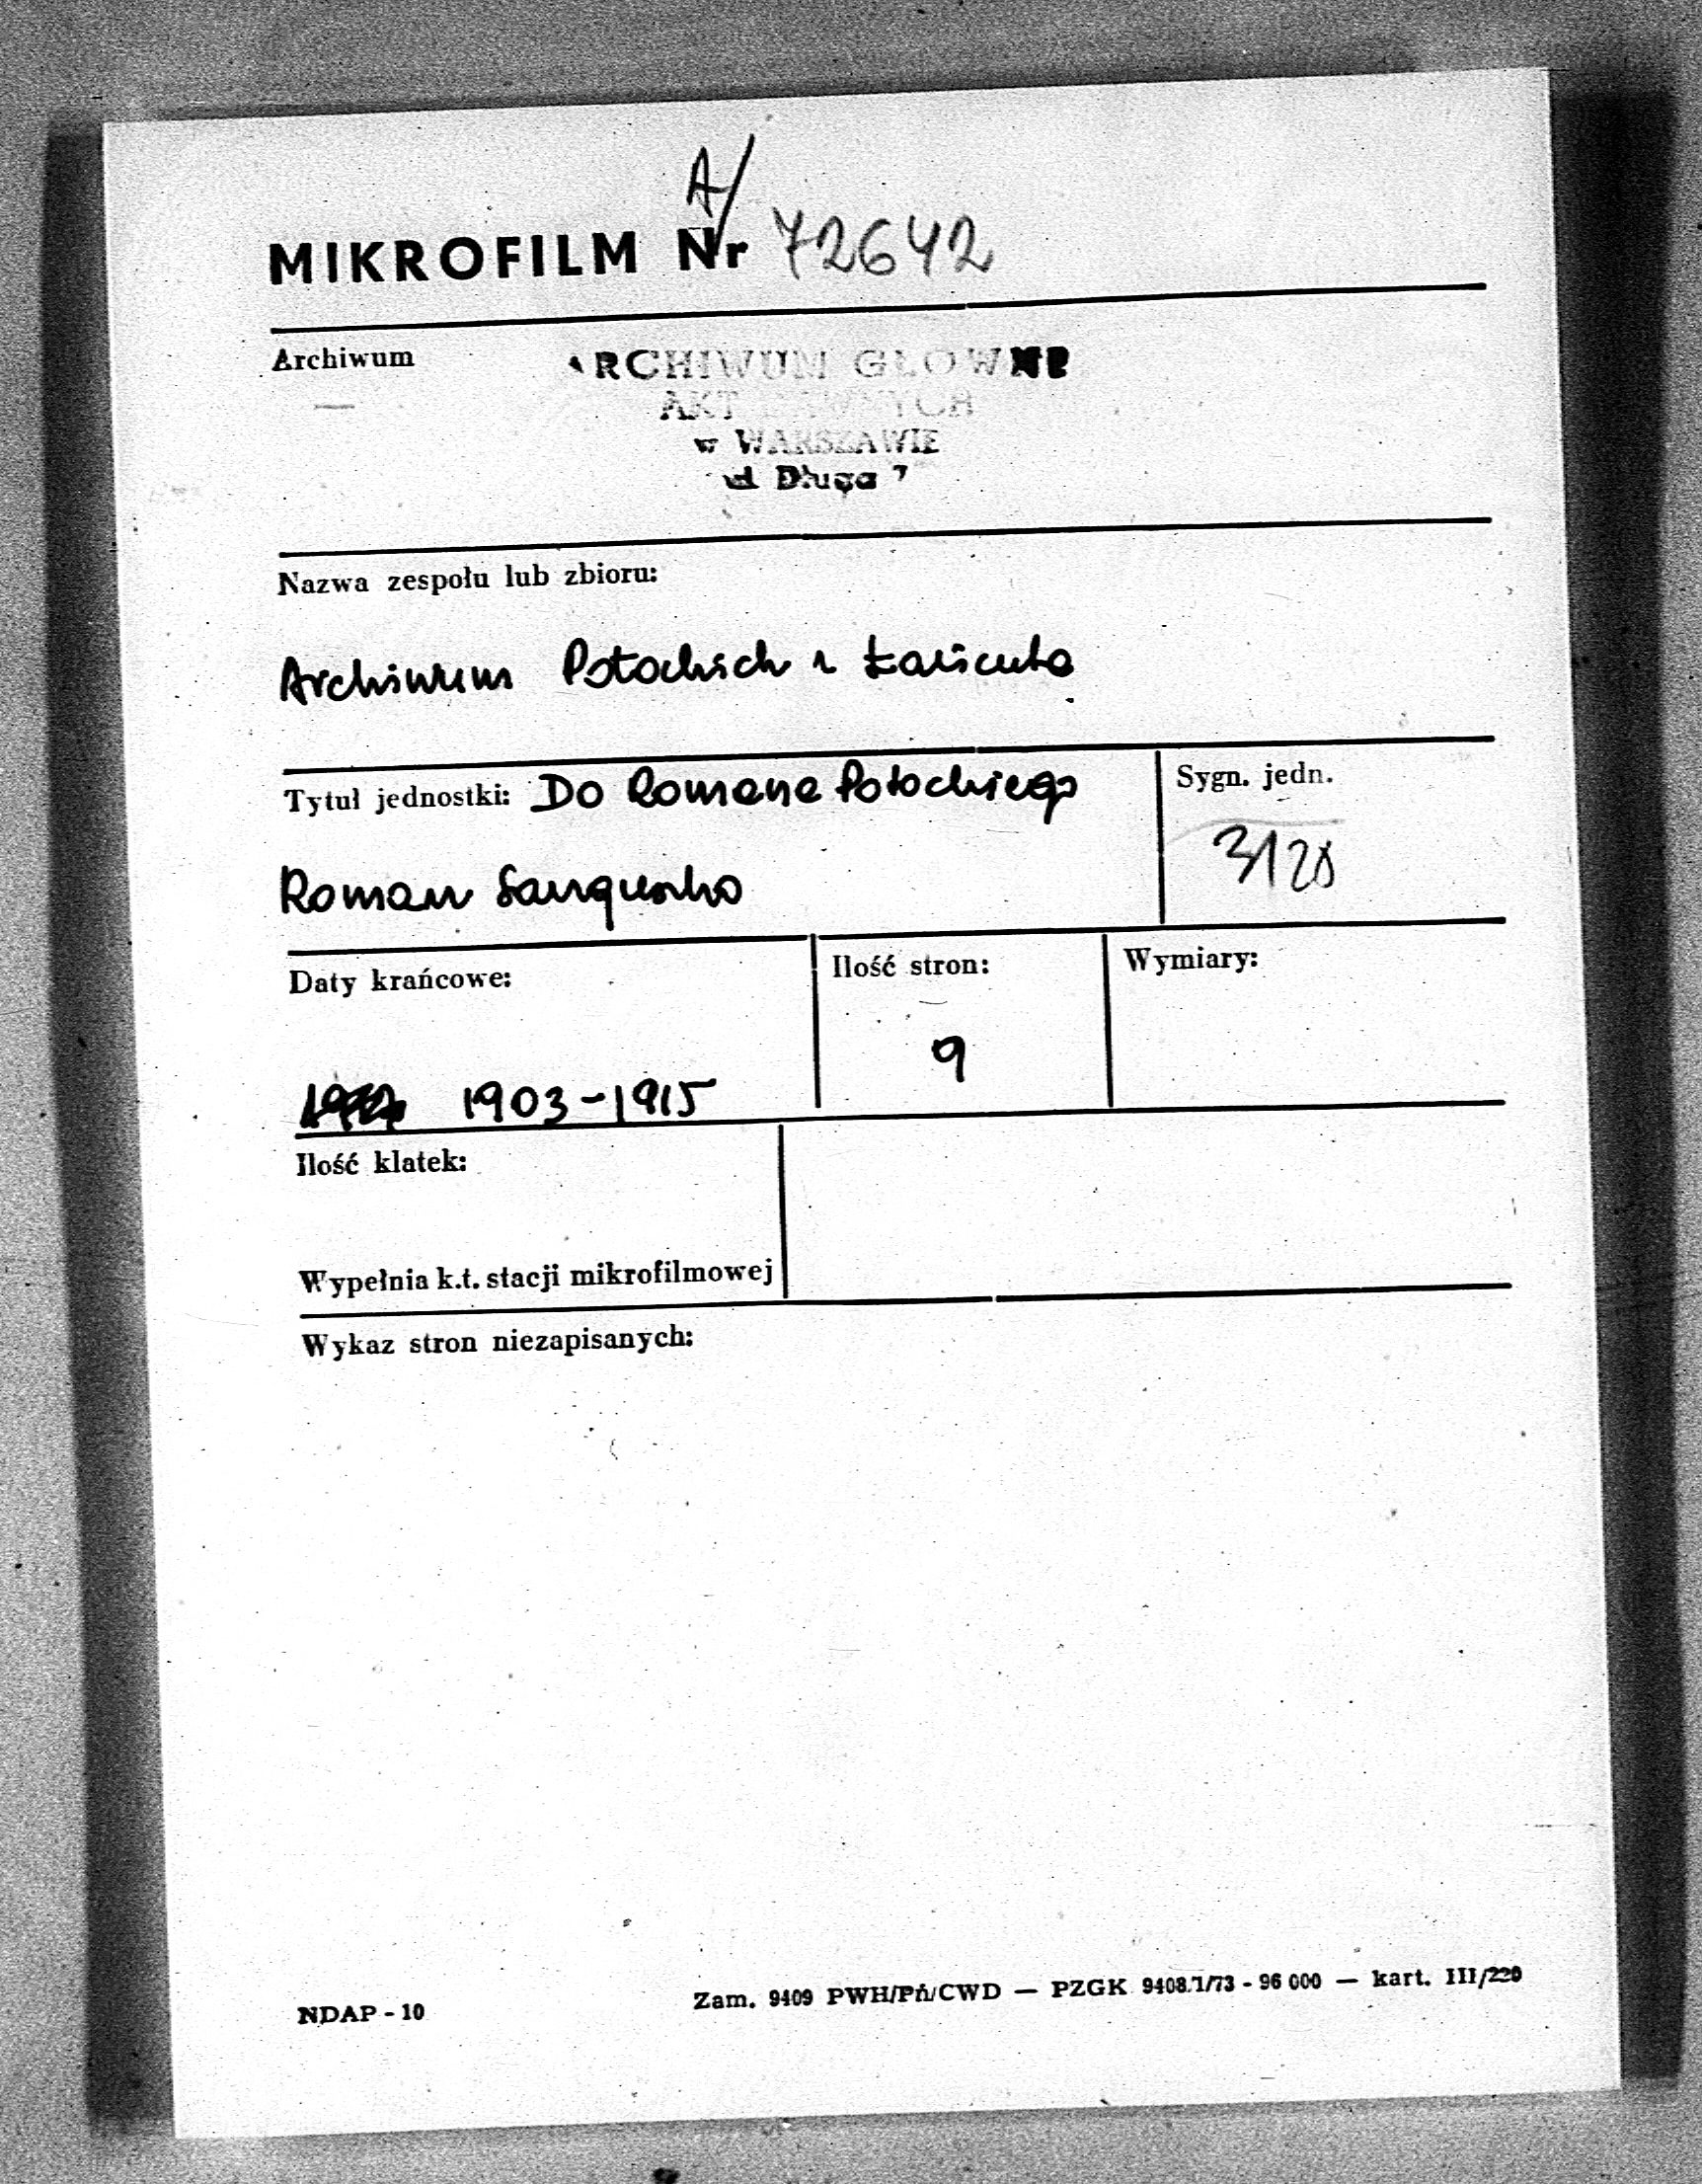 A/
MIKROFILM Nr 72642
Archiwum
ARCHIWUM GŁOWNE
AKT DAWNYCH
w WARSZAWIE
ul Długa 7
Nazwa zespołu lub zbioru:
Archiwum Potockich z Łańcuta
Tytuł jednostki: Do Romana Potockiego
Sygn. jedn.
3128
Roman Sanguszko
Daty krańcowe:
Ilość stron:
Wymiary:
9
1903-1915
Ilość klatek:
Wypełnia k.t. stacji mikrofilmowej
Wykaz stron niezapisanych:
NDAP - 10
Zam. 9409 PWH/Pń/CWD — PZGK 9408.1/73 - 96 000 — kart. III/220